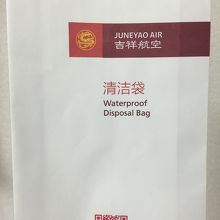 JUNEYAO AIR
吉祥航空
清洁袋
Waterproof
Disposal Bag